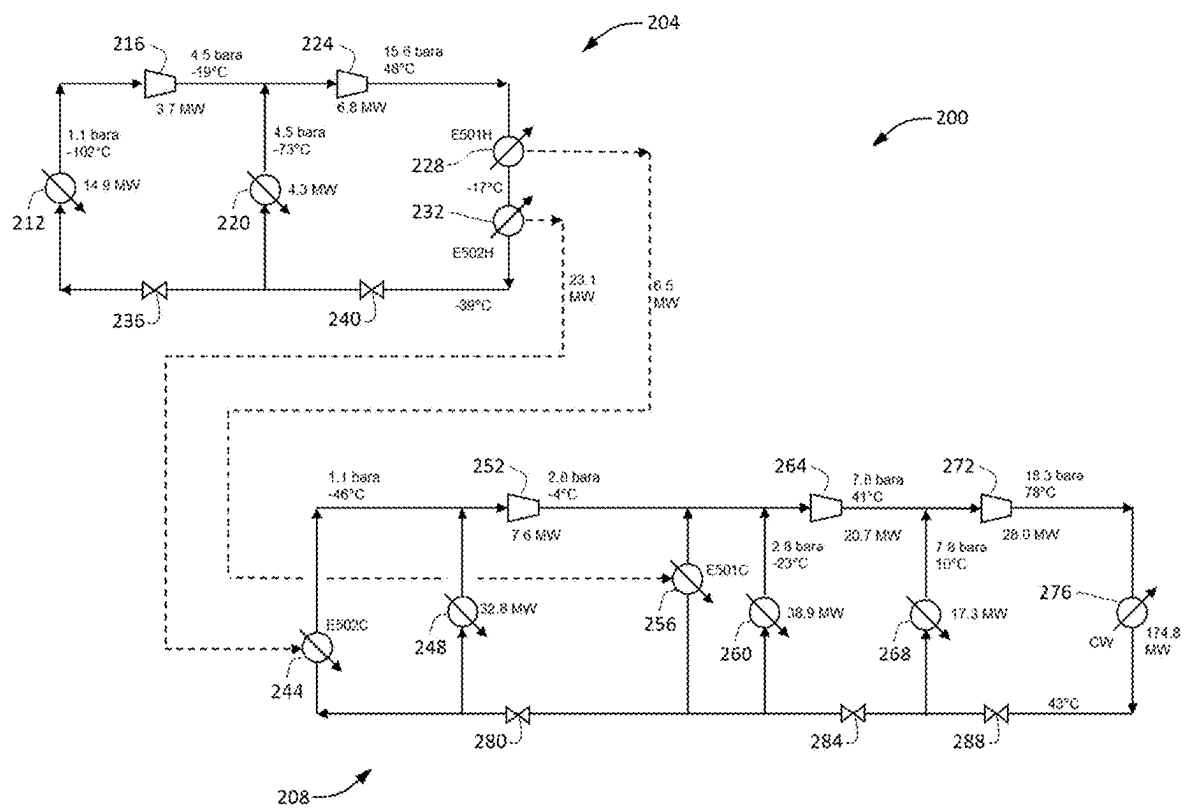 204
216
4.5 bara
-19°C
224
15.6 bara
48°C
200
3.7 MW
6.8 MW
1.1 bara
-102°C
4.5 bara
-73°C
E501H
228
14.9 MW
4.3 MW
-17°C
212
220
232
E502H
23.1
MW
6.5
MW
236
240
-39°C
1.1 bara
-46°C
252
2.8 bara
-4°C
264
7.8 bara
41°C
272
18.3 bara
78°C
7.6 MW
20.7 MW
28.0 MW
2.8 bara
-23°C
7.8 bara
10°C
E501C
276
E502C
32.8 MW
256
38.9 MW
17.3 MW
248
260
268
CW
174.8
MW
244
43°C
280
284
288
208